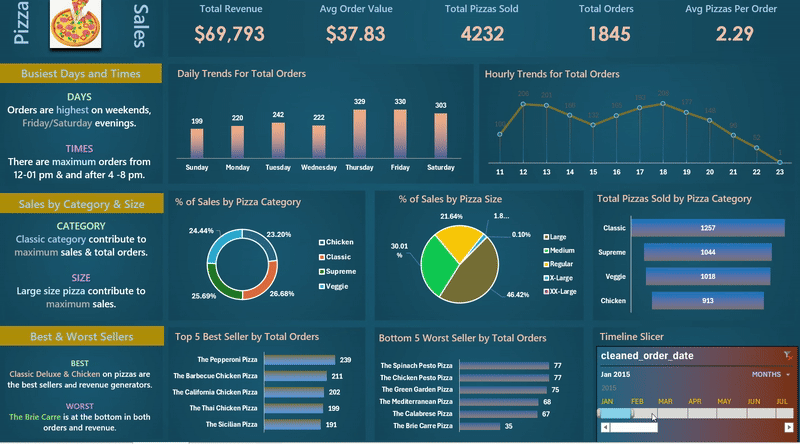 Pizza
Sales
Total Revenue
$69,793
Avg Order Value
$37.83
Total Pizzas Sold
4232
Total Orders
1845
Avg Pizzas Per Order
2.29
Busiest Days and Times
DAYS
Orders are highest on weekends,
Friday/Saturday evenings.
TIMES
There are maximum orders from
12-01 pm & and after 4 -8 pm.
Daily Trends For Total Orders
199
220
242
222
329
330
303
Sunday
Monday
Tuesday
Wednesday
Thursday
Friday
Saturday
Hourly Trends for Total Orders
11
12
13
14
15
16
17
18
19
20
21
22
23
Sales by Category & Size
CATEGORY
Classic category contribute to
maximum sales & total orders.
SIZE
Large size pizza contribute to
maximum sales.
% of Sales by Pizza Category
24.44%
23.20%
25.69%
26.68%
Chicken
Classic
Supreme
Veggie
% of Sales by Pizza Size
21.64%
1.8...
0.10%
30.01
%
46.42%
Large
Medium
Regular
X-Large
XX-Large
Total Pizzas Sold by Pizza Category
Classic
1257
Supreme
1044
Veggie
1018
Chicken
913
Best & Worst Sellers
BEST
Classic Deluxe & Chicken on pizzas are
the best sellers and revenue generators.
WORST
The Brie Carre is at the bottom in both
orders and revenue.
Top 5 Best Seller by Total Orders
The Pepperoni Pizza
239
The Barbecue Chicken Pizza
211
The California Chicken Pizza
202
The Thai Chicken Pizza
199
The Sicilian Pizza
191
Bottom 5 Worst Seller by Total Orders
The Spinach Pesto Pizza
77
The Chicken Pesto Pizza
77
The Green Garden Pizza
75
The Mediterranean Pizza
68
The Calabrese Pizza
67
The Brie Carre Pizza
35
Timeline Slicer
cleaned_order_date
Jan 2015
MONTHS
2015
JAN
FEB
MAR
APR
MAY
JUN
JUL